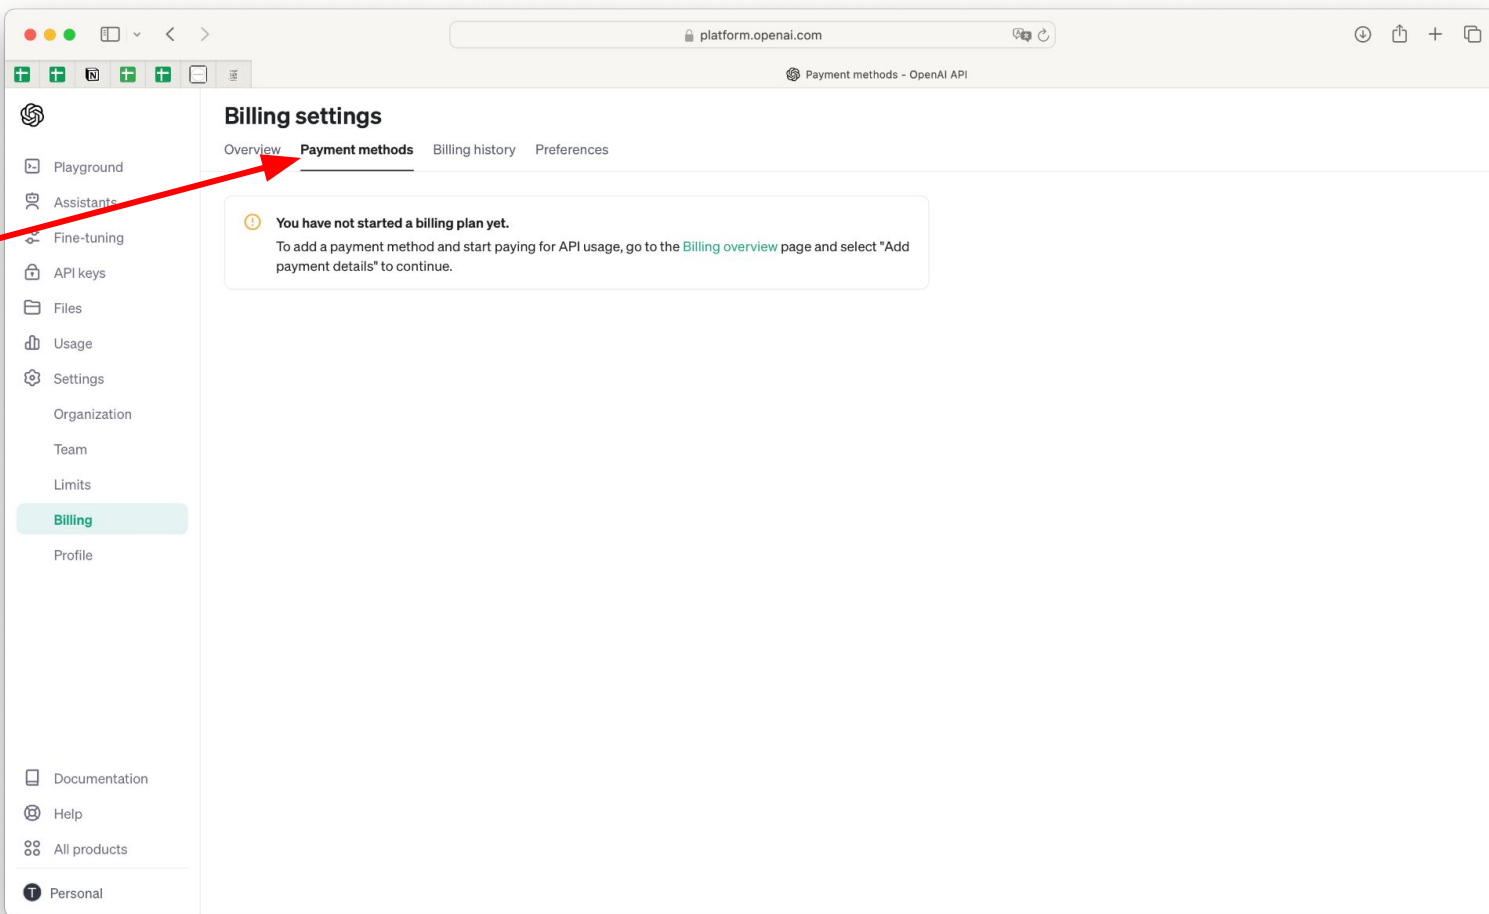 platform.openai.com
Payment methods - OpenAI API
Billing settings
Overview Payment methods Billing history Preferences
Playground
Assistants
Fine-tuning
API keys
Files
Usage
Settings
Organization
Team
Limits
Billing
Profile
You have not started a billing plan yet.
To add a payment method and start paying for API usage, go to the Billing overview page and select "Add
payment details" to continue.
Documentation
Help
All products
T Personal